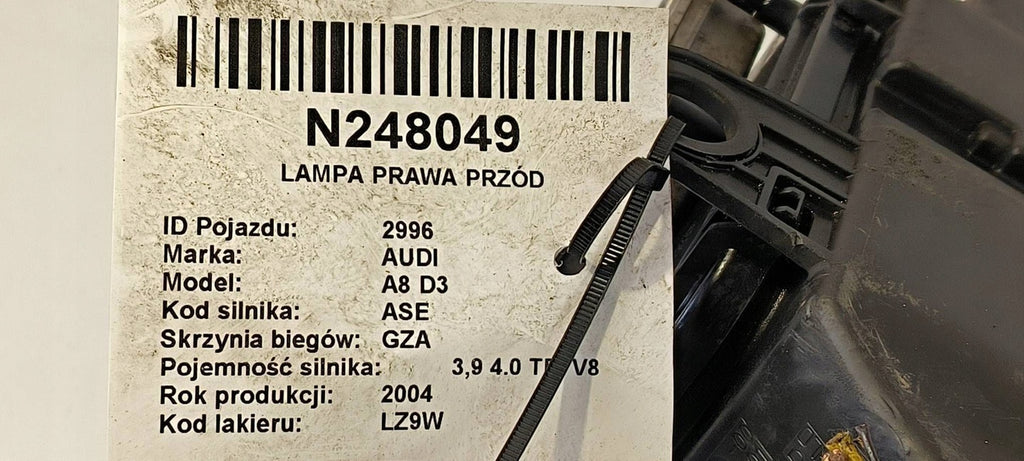 N248049
LAMPA PRAWA PRZÓD
ID Pojazdu: 2996
Marka: AUDI
Model: A8 D3
Kod silnika: ASE
Skrzynia biegów: GZA
Pojemność silnika: 3,9 4.0 V8
Rok produkcji: 2004
Kod lakieru: LZ9W